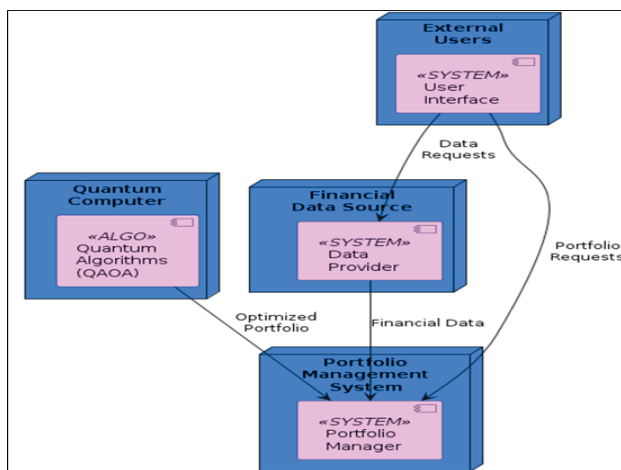 External
Users
«SYSTEM»
User
Interface
Data
Requests
Quantum
Computer
«ALGO»
Quantum
Algorithms
(QAOA)
Financial
Data Source
«SYSTEM»
Data
Provider
Portfolio
Requests
Optimized
Portfolio
Financial Data
Portfolio
Management
System
«SYSTEM»
Portfolio
Manager